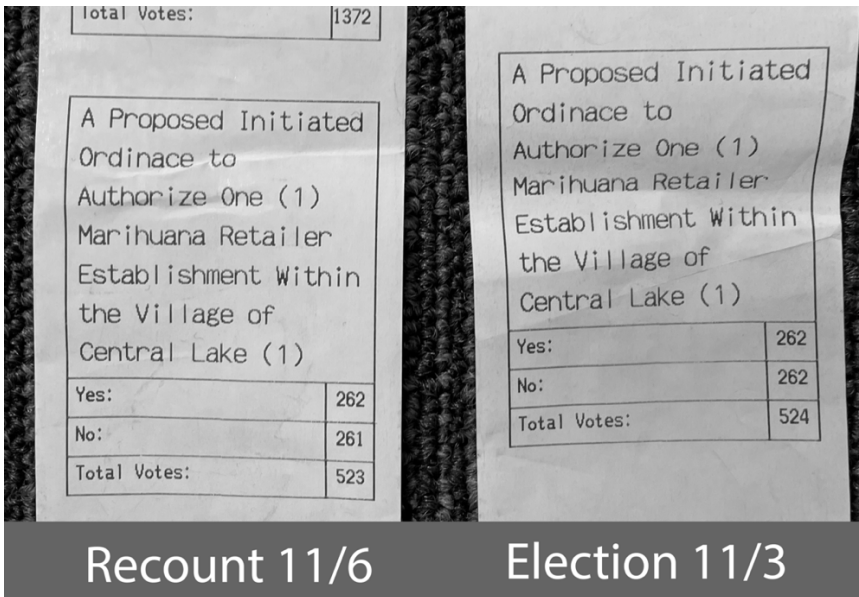 Total Votes: 1372
A Proposed Initiated
Ordinace to
Authorize One (1)
Marihuana Retailer
Establishment Within
the Village of
Central Lake (1)
Yes: 262
No: 261
Total Votes: 523
Recount 11/6
A Proposed Initiated
Ordinace to
Authorize One (1)
Marihuana Retailer
Establishment Within
the Village of
Central Lake (1)
Yes: 262
No: 262
Total Votes: 524
Election 11/3